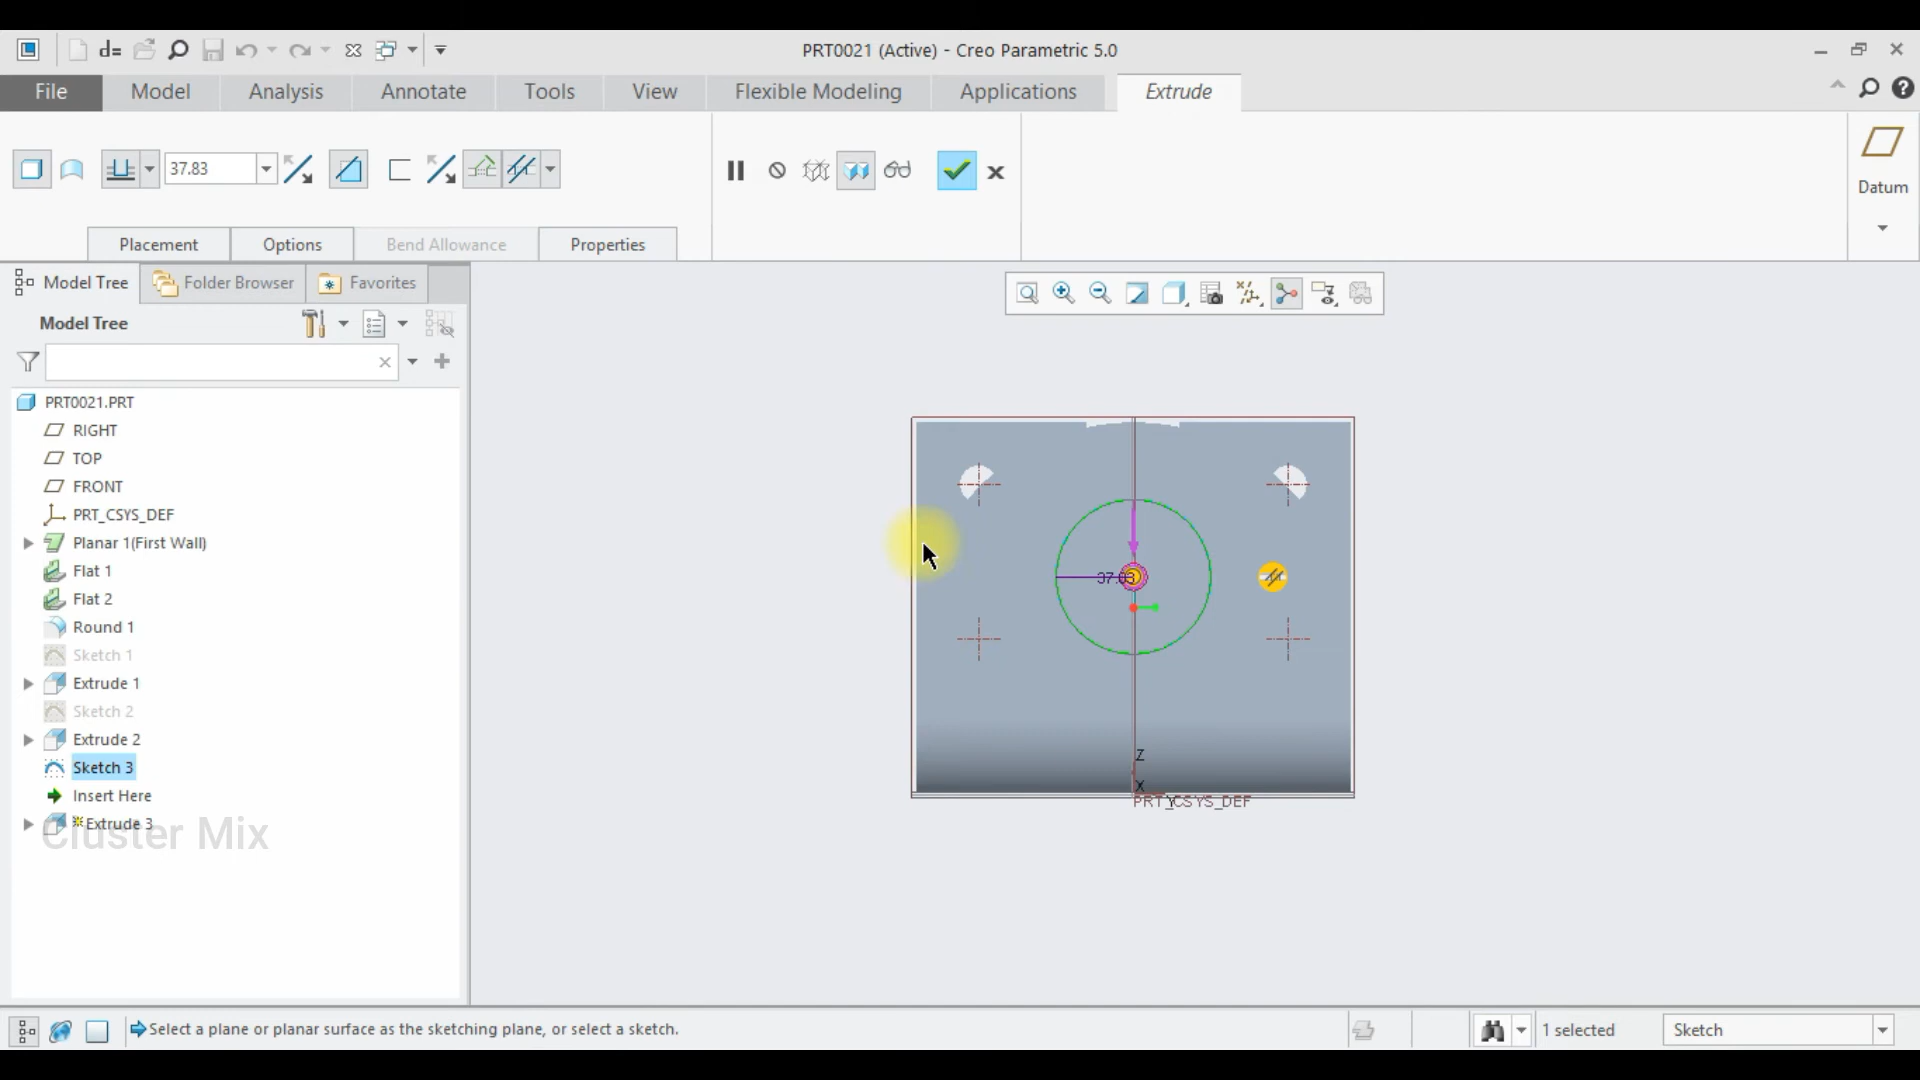 PRT0021 (Active) - Creo Parametric 5.0
File Model Analysis Annotate Tools View Flexible Modeling Applications Extrude
37.83
Datum
Placement Options Bend Allowance Properties
Model Tree Folder Browser Favorites
Model Tree
PRT0021.PRT
RIGHT
TOP
FRONT
PRT_CSYS_DEF
Planar 1(First Wall)
Flat 1
Flat 2
Round 1
Sketch 1
Extrude 1
Sketch 2
Extrude 2
Sketch 3
Insert Here
Extrude 3
Cluster Mix
37.83
Z
X
Y
PRT_CSYS_DEF
Select a plane or planar surface as the sketching plane, or select a sketch.
1 selected
Sketch